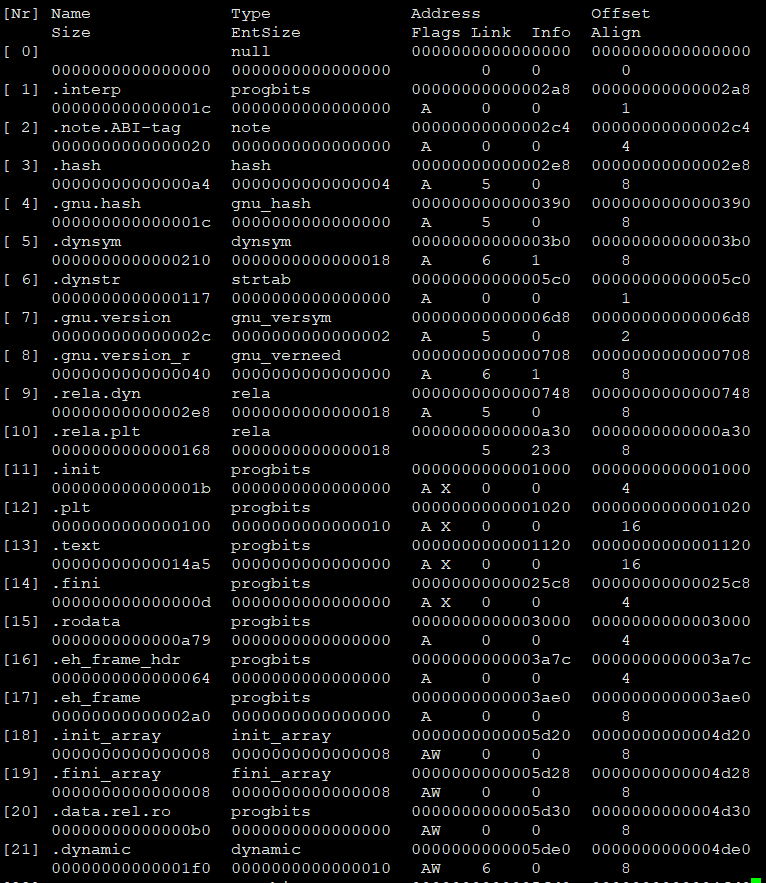 [Nr] Name Type Address Offset
Size EntSize Flags Link Info Align
[ 0] null 0000000000000000 0000000000000000
0000000000000000 0000000000000000 0 0 0
[ 1] .interp progbits 00000000000002a8 00000000000002a8
000000000000001c 0000000000000000 A 0 0 1
[ 2] .note.ABI-tag note 00000000000002c4 00000000000002c4
0000000000000020 0000000000000000 A 0 0 4
[ 3] .hash hash 00000000000002e8 00000000000002e8
00000000000000a4 0000000000000004 A 5 0 8
[ 4] .gnu.hash gnu_hash 0000000000000390 0000000000000390
000000000000001c 0000000000000000 A 5 0 8
[ 5] .dynsym dynsym 00000000000003b0 00000000000003b0
0000000000000210 0000000000000018 A 6 1 8
[ 6] .dynstr strtab 00000000000005c0 00000000000005c0
0000000000000117 0000000000000000 A 0 0 1
[ 7] .gnu.version gnu_versym 00000000000006d8 00000000000006d8
000000000000002c 0000000000000002 A 5 0 2
[ 8] .gnu.version_r gnu_verneed 0000000000000708 0000000000000708
0000000000000040 0000000000000000 A 6 1 8
[ 9] .rela.dyn rela 0000000000000748 0000000000000748
00000000000002e8 0000000000000018 A 5 0 8
[10] .rela.plt rela 0000000000000a30 0000000000000a30
0000000000000168 0000000000000018 5 23 8
[11] .init progbits 0000000000001000 0000000000001000
000000000000001b 0000000000000000 A X 0 0 4
[12] .plt progbits 0000000000001020 0000000000001020
0000000000000100 0000000000000010 A X 0 0 16
[13] .text progbits 0000000000001120 0000000000001120
00000000000014a5 0000000000000000 A X 0 0 16
[14] .fini progbits 00000000000025c8 00000000000025c8
000000000000000d 0000000000000000 A X 0 0 4
[15] .rodata progbits 0000000000003000 0000000000003000
0000000000000a79 0000000000000000 A 0 0 4
[16] .eh_frame_hdr progbits 0000000000003a7c 0000000000003a7c
0000000000000064 0000000000000000 A 0 0 4
[17] .eh_frame progbits 0000000000003ae0 0000000000003ae0
00000000000002a0 0000000000000000 A 0 0 8
[18] .init_array init_array 0000000000005d20 0000000000004d20
0000000000000008 0000000000000008 AW 0 0 8
[19] .fini_array fini_array 0000000000005d28 0000000000004d28
0000000000000008 0000000000000008 AW 0 0 8
[20] .data.rel.ro progbits 0000000000005d30 0000000000004d30
00000000000000b0 0000000000000000 AW 0 0 8
[21] .dynamic dynamic 0000000000005de0 0000000000004de0
00000000000001f0 0000000000000010 AW 6 0 8